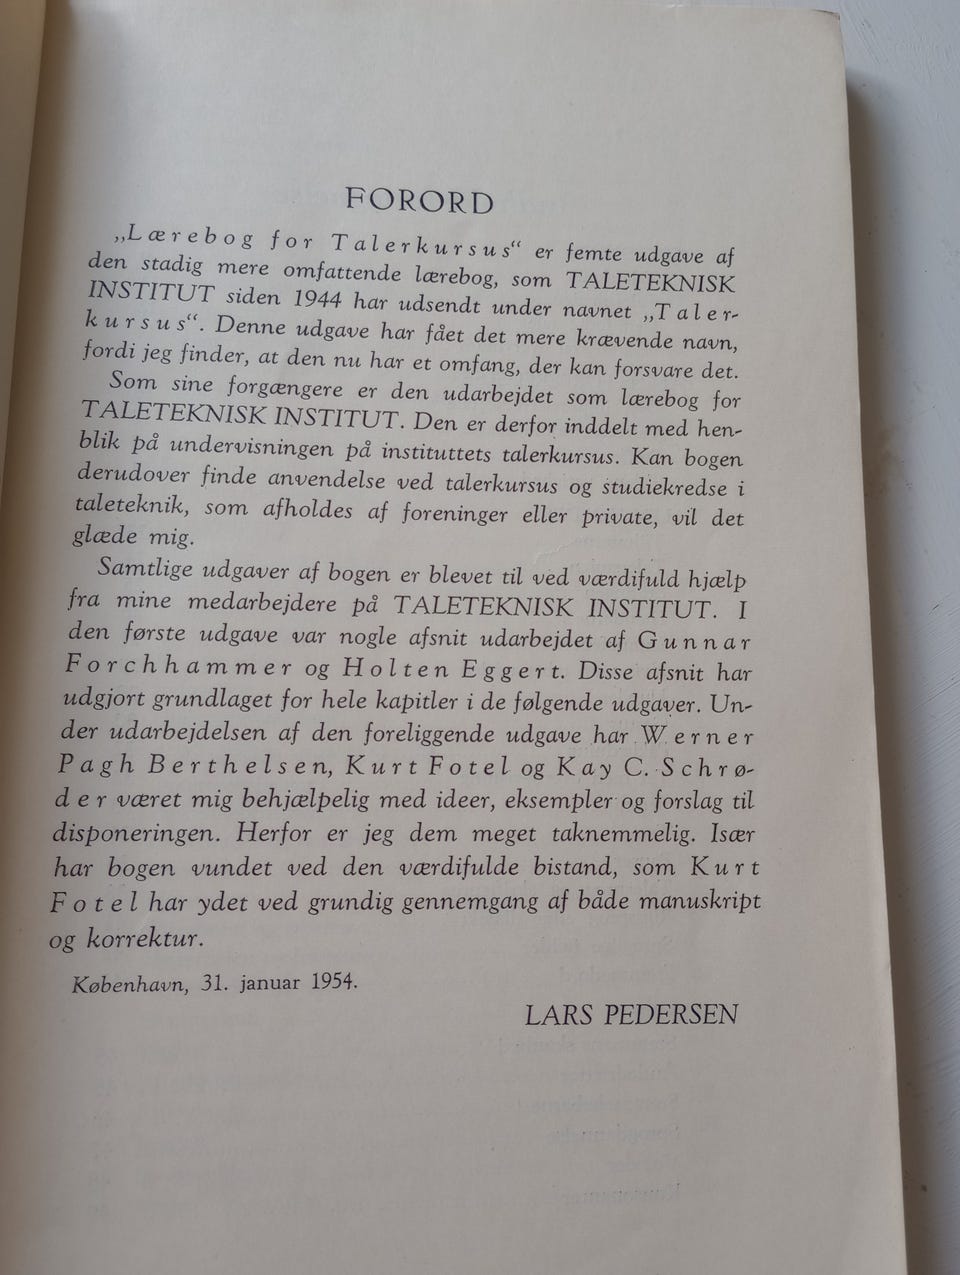 FORORD
„Lærebog for Talerkursus“ er femte udgave af
den stadig mere omfattende lærebog, som TALETEKNISK
INSTITUT siden 1944 har udsendt under navnet „Taler-
kursus“. Denne udgave har fået det mere krævende navn,
fordi jeg finder, at den nu har et omfang, der kan forsvare det.
Som sine forgængere er den udarbejdet som lærebog for
TALETEKNISK INSTITUT. Den er derfor inddelt med hen-
blik på undervisningen på instituttets talerkursus. Kan bogen
derudover finde anvendelse ved talerkursus og studiekredse i
taleteknik, som afholdes af foreninger eller private, vil det
glæde mig.
Samtlige udgaver af bogen er blevet til ved værdifuld hjælp
fra mine medarbejdere på TALETEKNISK INSTITUT. I
den første udgave var nogle afsnit udarbejdet af Gunnar
Forchhammer og Holten Eggert. Disse afsnit har
udgjort grundlaget for hele kapitler i de følgende udgaver. Un-
der udarbejdelsen af den foreliggende udgave har Werner
Pagh Berthelsen, Kurt Fotel og Kay C. Schrø-
der været mig behjælpelig med ideer, eksempler og forslag til
disponeringen. Herfor er jeg dem meget taknemmelig. Især
har bogen vundet ved den værdifulde bistand, som Kurt
Fotel har ydet ved grundig gennemgang af både manuskript
og korrektur.
København, 31. januar 1954.
LARS PEDERSEN